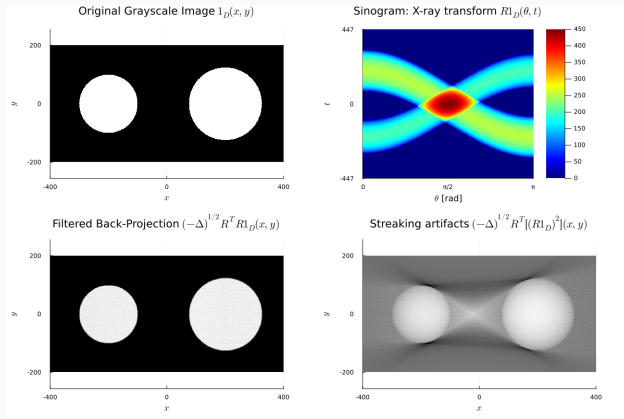 Original Grayscale Image 1_D(x, y)
200
0
-200
y
-400
0
400
x
Sinogram: X-ray transform R1_D(θ, t)
447
0
-447
t
0
π/2
π
θ [rad]
450
400
350
300
250
200
150
100
50
0
Filtered Back-Projection (−Δ)^{1/2} R^T R1_D(x, y)
200
0
-200
y
-400
0
400
x
Streaking artifacts (−Δ)^{1/2} R^T[(R1_D)^2](x, y)
200
0
-200
y
-400
0
400
x